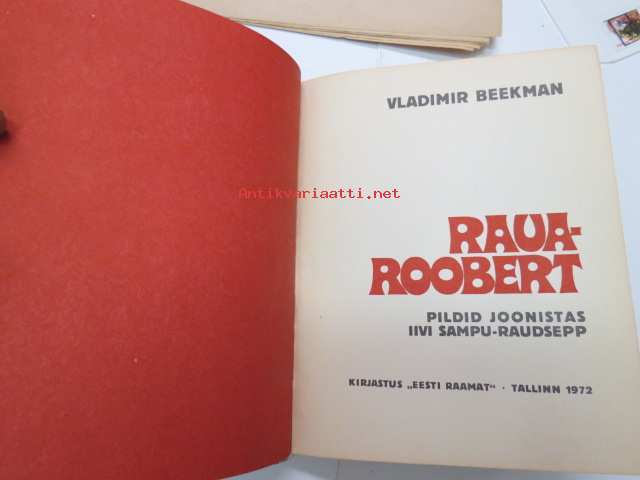 VLADIMIR BEEKMAN
Antikvariaatti.net
RAUA-
ROOBERT
PILDID JOONISTAS
IIVI SAMPU-RAUDSEPP
KIRJASTUS „EESTI RAAMAT“ · TALLINN 1972